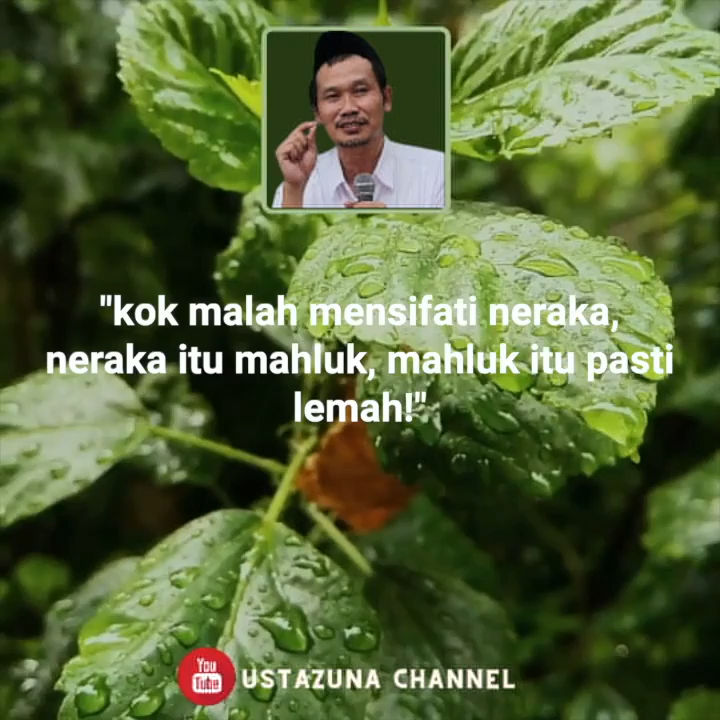 "kok malah mensifati neraka,
neraka itu mahluk, mahluk itu pasti
lemah!"
You
Tube
USTAZUNA CHANNEL